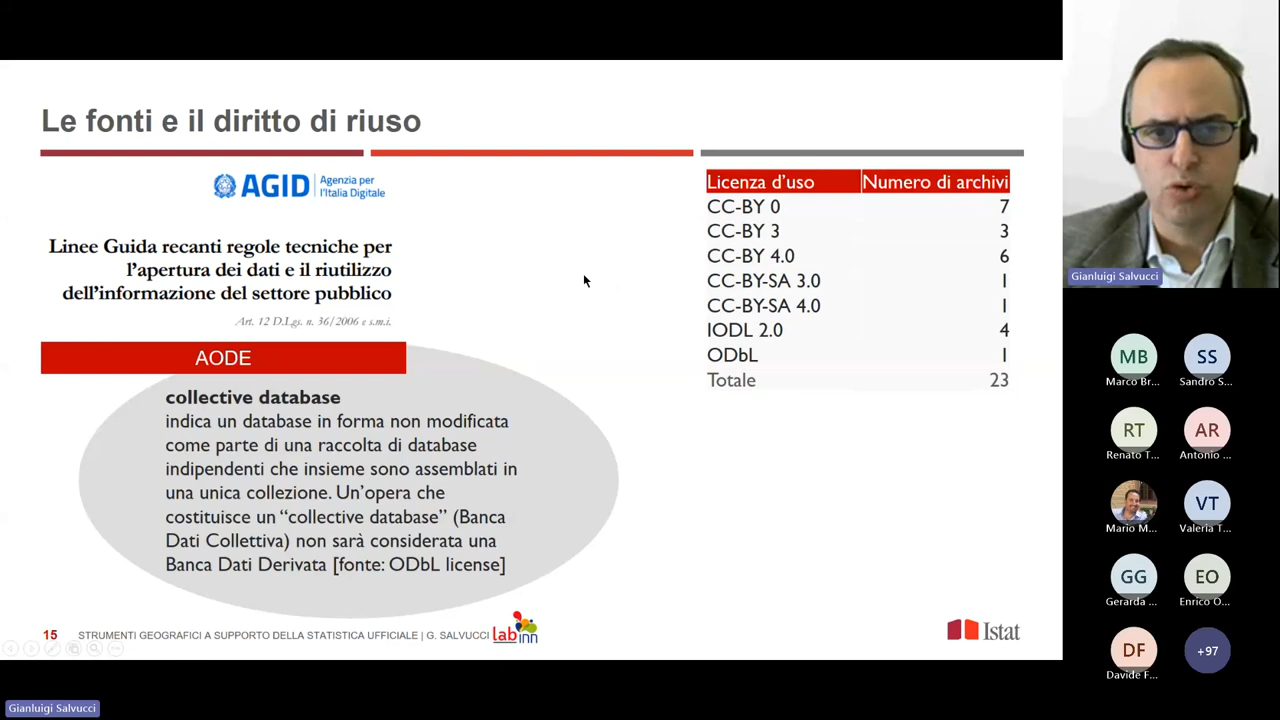 Le fonti e il diritto di riuso
AGID
Agenzia per
l'Italia Digitale
Linee Guida recanti regole tecniche per
l'apertura dei dati e il riutilizzo
dell'informazione del settore pubblico
Art. 12 D.Lgs. n. 36/2006 e s.m.i.
AODE
collective database
indica un database in forma non modificata
come parte di una raccolta di database
indipendenti che insieme sono assemblati in
una unica collezione. Un'opera che
costituisce un "collective database" (Banca
Dati Collettiva) non sarà considerata una
Banca Dati Derivata [fonte: ODbL license]
Licenza d'uso Numero di archivi
CC-BY 0 7
CC-BY 3 3
CC-BY 4.0 6
CC-BY-SA 3.0 1
CC-BY-SA 4.0 1
IODL 2.0 4
ODbL 1
Totale 23
15 STRUMENTI GEOGRAFICI A SUPPORTO DELLA STATISTICA UFFICIALE | G. SALVUCCI
lab
inn
Istat
Gianluigi Salvucci
MB SS
Marco Br... Sandro S...
RT AR
Renato T... Antonio ...
VT
Mario M... Valeria T...
GG EO
Gerarda ... Enrico O...
DF +97
Davide F...
Gianluigi Salvucci